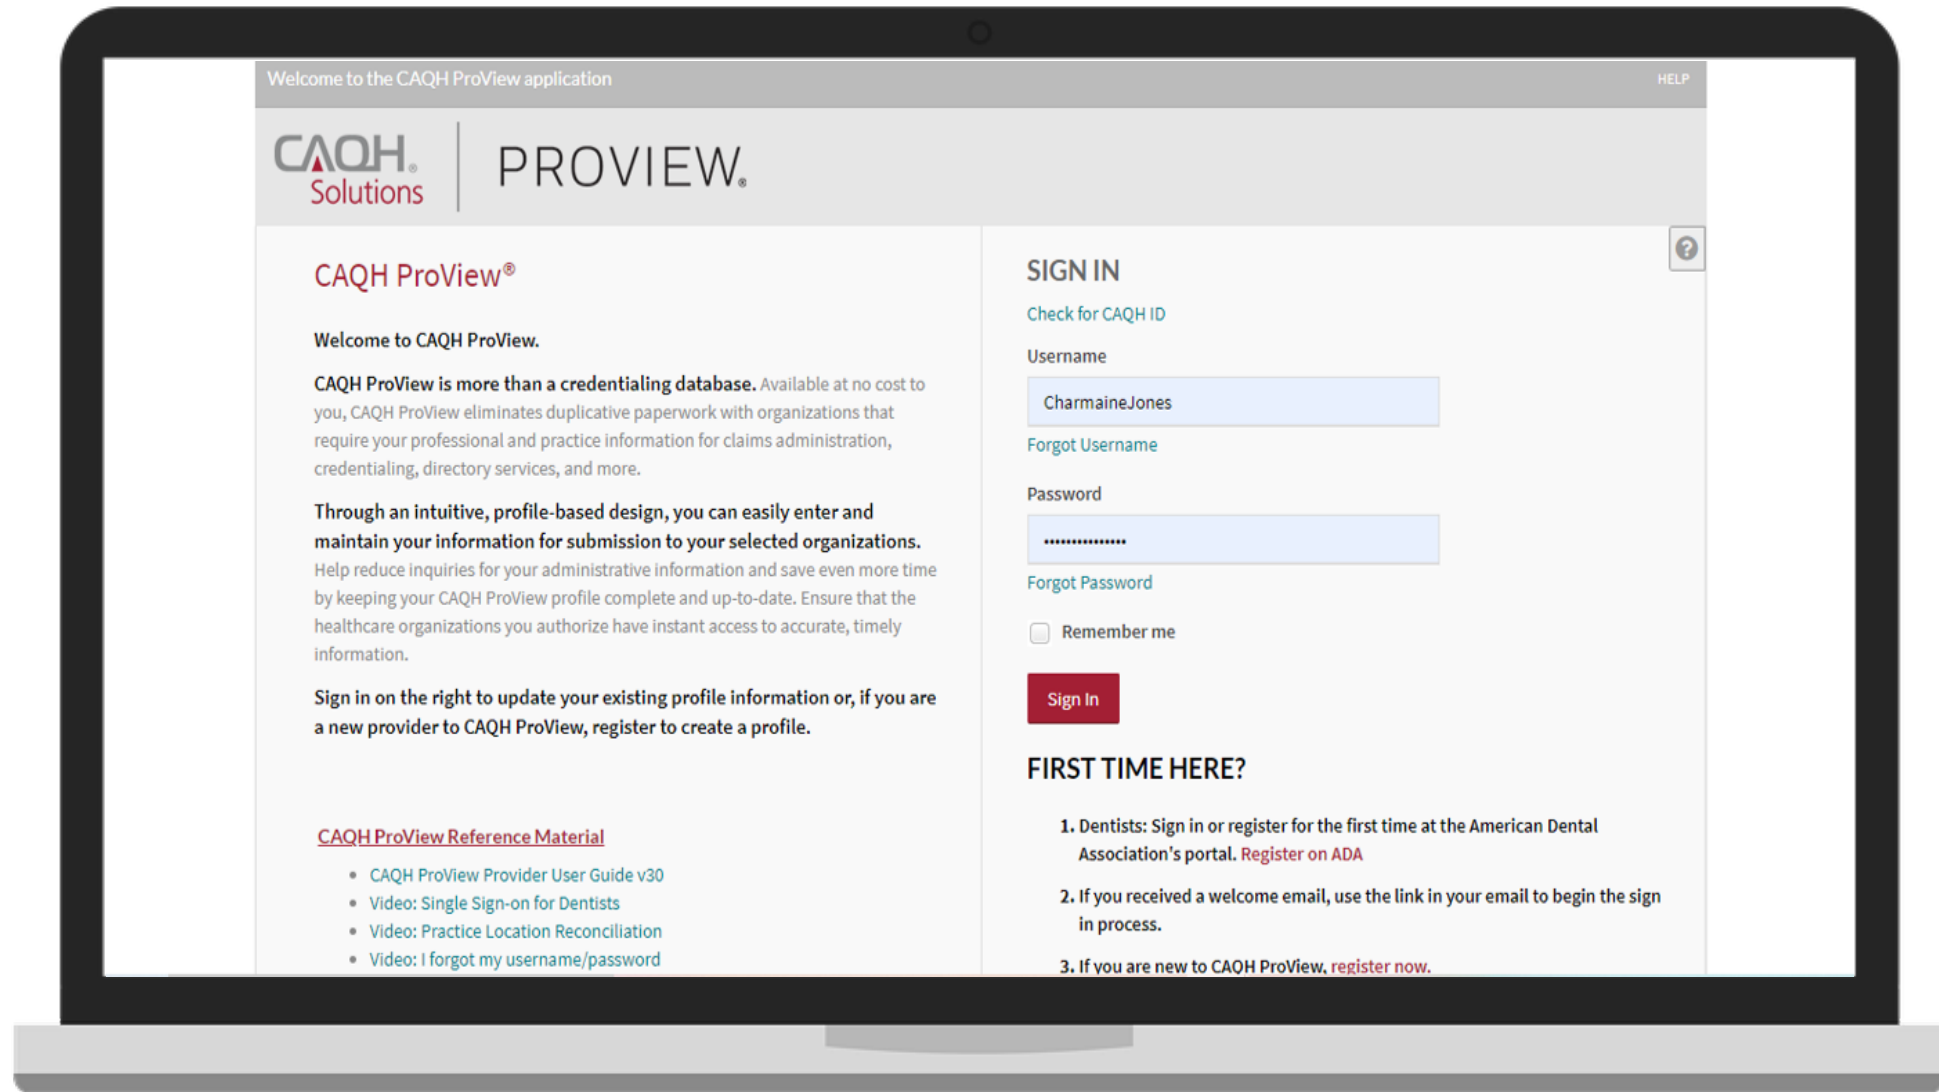 Welcome to the CAQH ProView application
HELP
CAQH®
Solutions
PROVIEW®
CAQH ProView®
Welcome to CAQH ProView.
CAQH ProView is more than a credentialing database. Available at no cost to
you, CAQH ProView eliminates duplicative paperwork with organizations that
require your professional and practice information for claims administration,
credentialing, directory services, and more.
Through an intuitive, profile-based design, you can easily enter and
maintain your information for submission to your selected organizations.
Help reduce inquiries for your administrative information and save even more time
by keeping your CAQH ProView profile complete and up-to-date. Ensure that the
healthcare organizations you authorize have instant access to accurate, timely
information.
Sign in on the right to update your existing profile information or, if you are
a new provider to CAQH ProView, register to create a profile.
CAQH ProView Reference Material
• CAQH ProView Provider User Guide v30
• Video: Single Sign-on for Dentists
• Video: Practice Location Reconciliation
• Video: I forgot my username/password
?
SIGN IN
Check for CAQH ID
Username
CharmaineJones
Forgot Username
Password
•••••••••••••••
Forgot Password
Remember me
Sign In
FIRST TIME HERE?
1. Dentists: Sign in or register for the first time at the American Dental
Association's portal. Register on ADA
2. If you received a welcome email, use the link in your email to begin the sign
in process.
3. If you are new to CAQH ProView, register now.